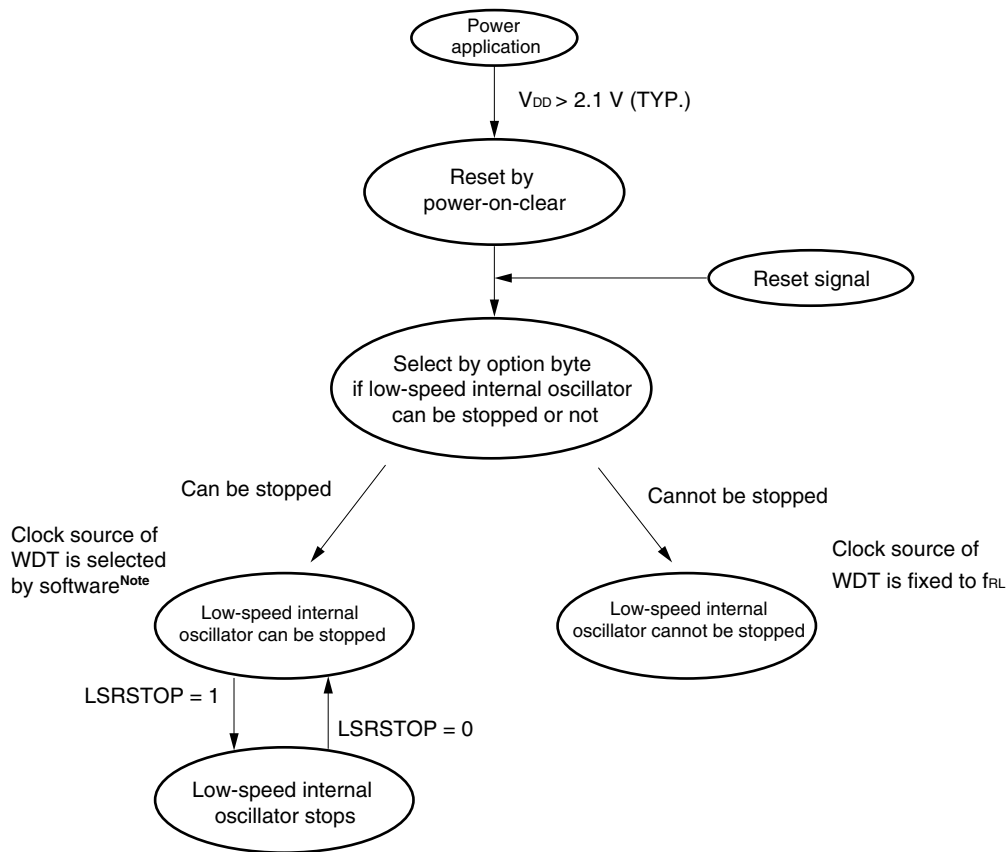 Power
application
VDD > 2.1 V (TYP.)
Reset by
power-on-clear
Reset signal
Select by option byte
if low-speed internal oscillator
can be stopped or not
Can be stopped
Cannot be stopped
Clock source of
WDT is selected
by softwareNote
Clock source of
WDT is fixed to fRL
Low-speed internal
oscillator can be stopped
Low-speed internal
oscillator cannot be stopped
LSRSTOP = 1
LSRSTOP = 0
Low-speed internal
oscillator stops